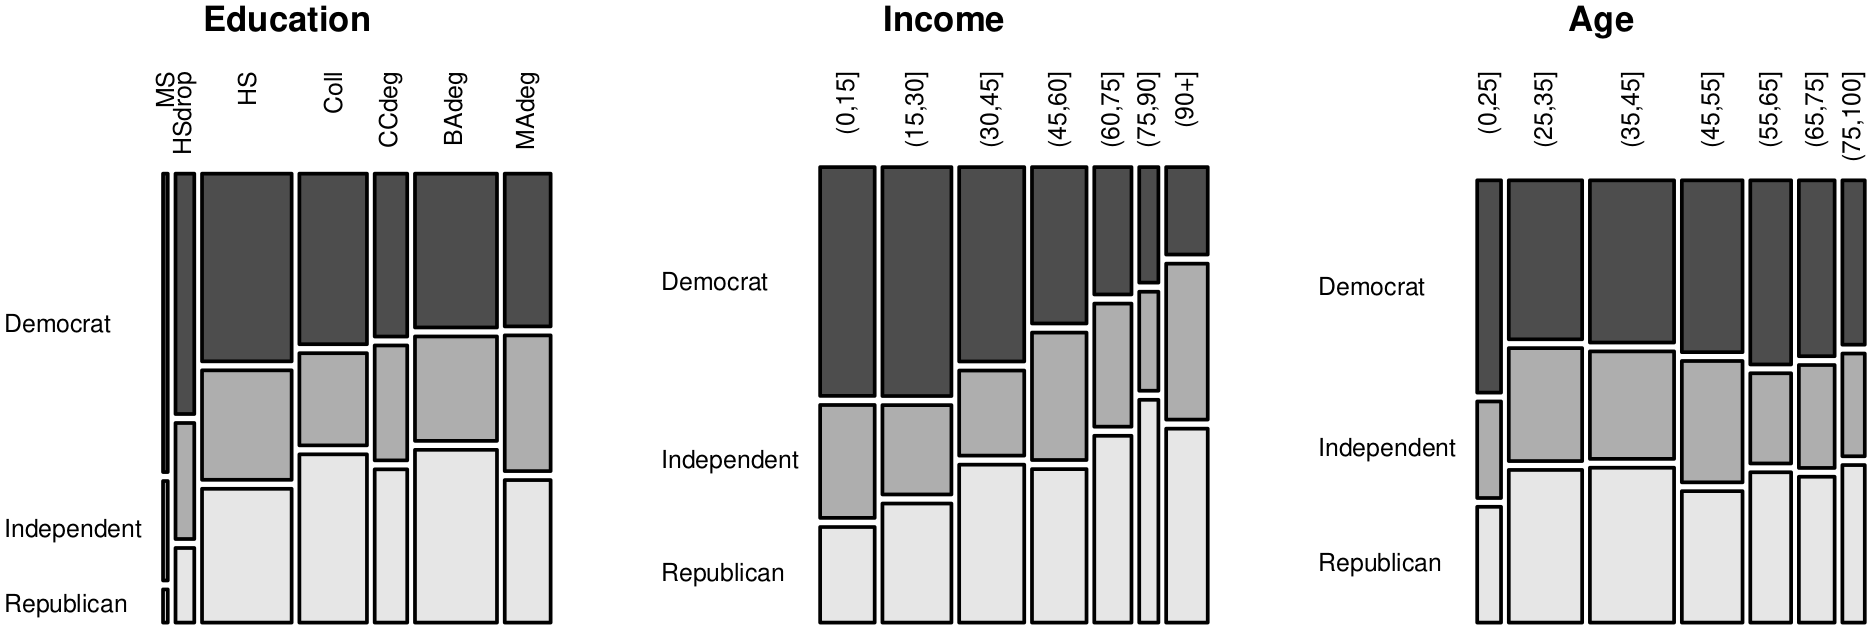 Education
MS
HSdrop
HS
Coll
CCdeg
BAdeg
MAdeg
Democrat
Independent
Republican
Income
(0,15]
(15,30]
(30,45]
(45,60]
(60,75]
(75,90]
(90+]
Democrat
Independent
Republican
Age
(0,25]
(25,35]
(35,45]
(45,55]
(55,65]
(65,75]
(75,100]
Democrat
Independent
Republican